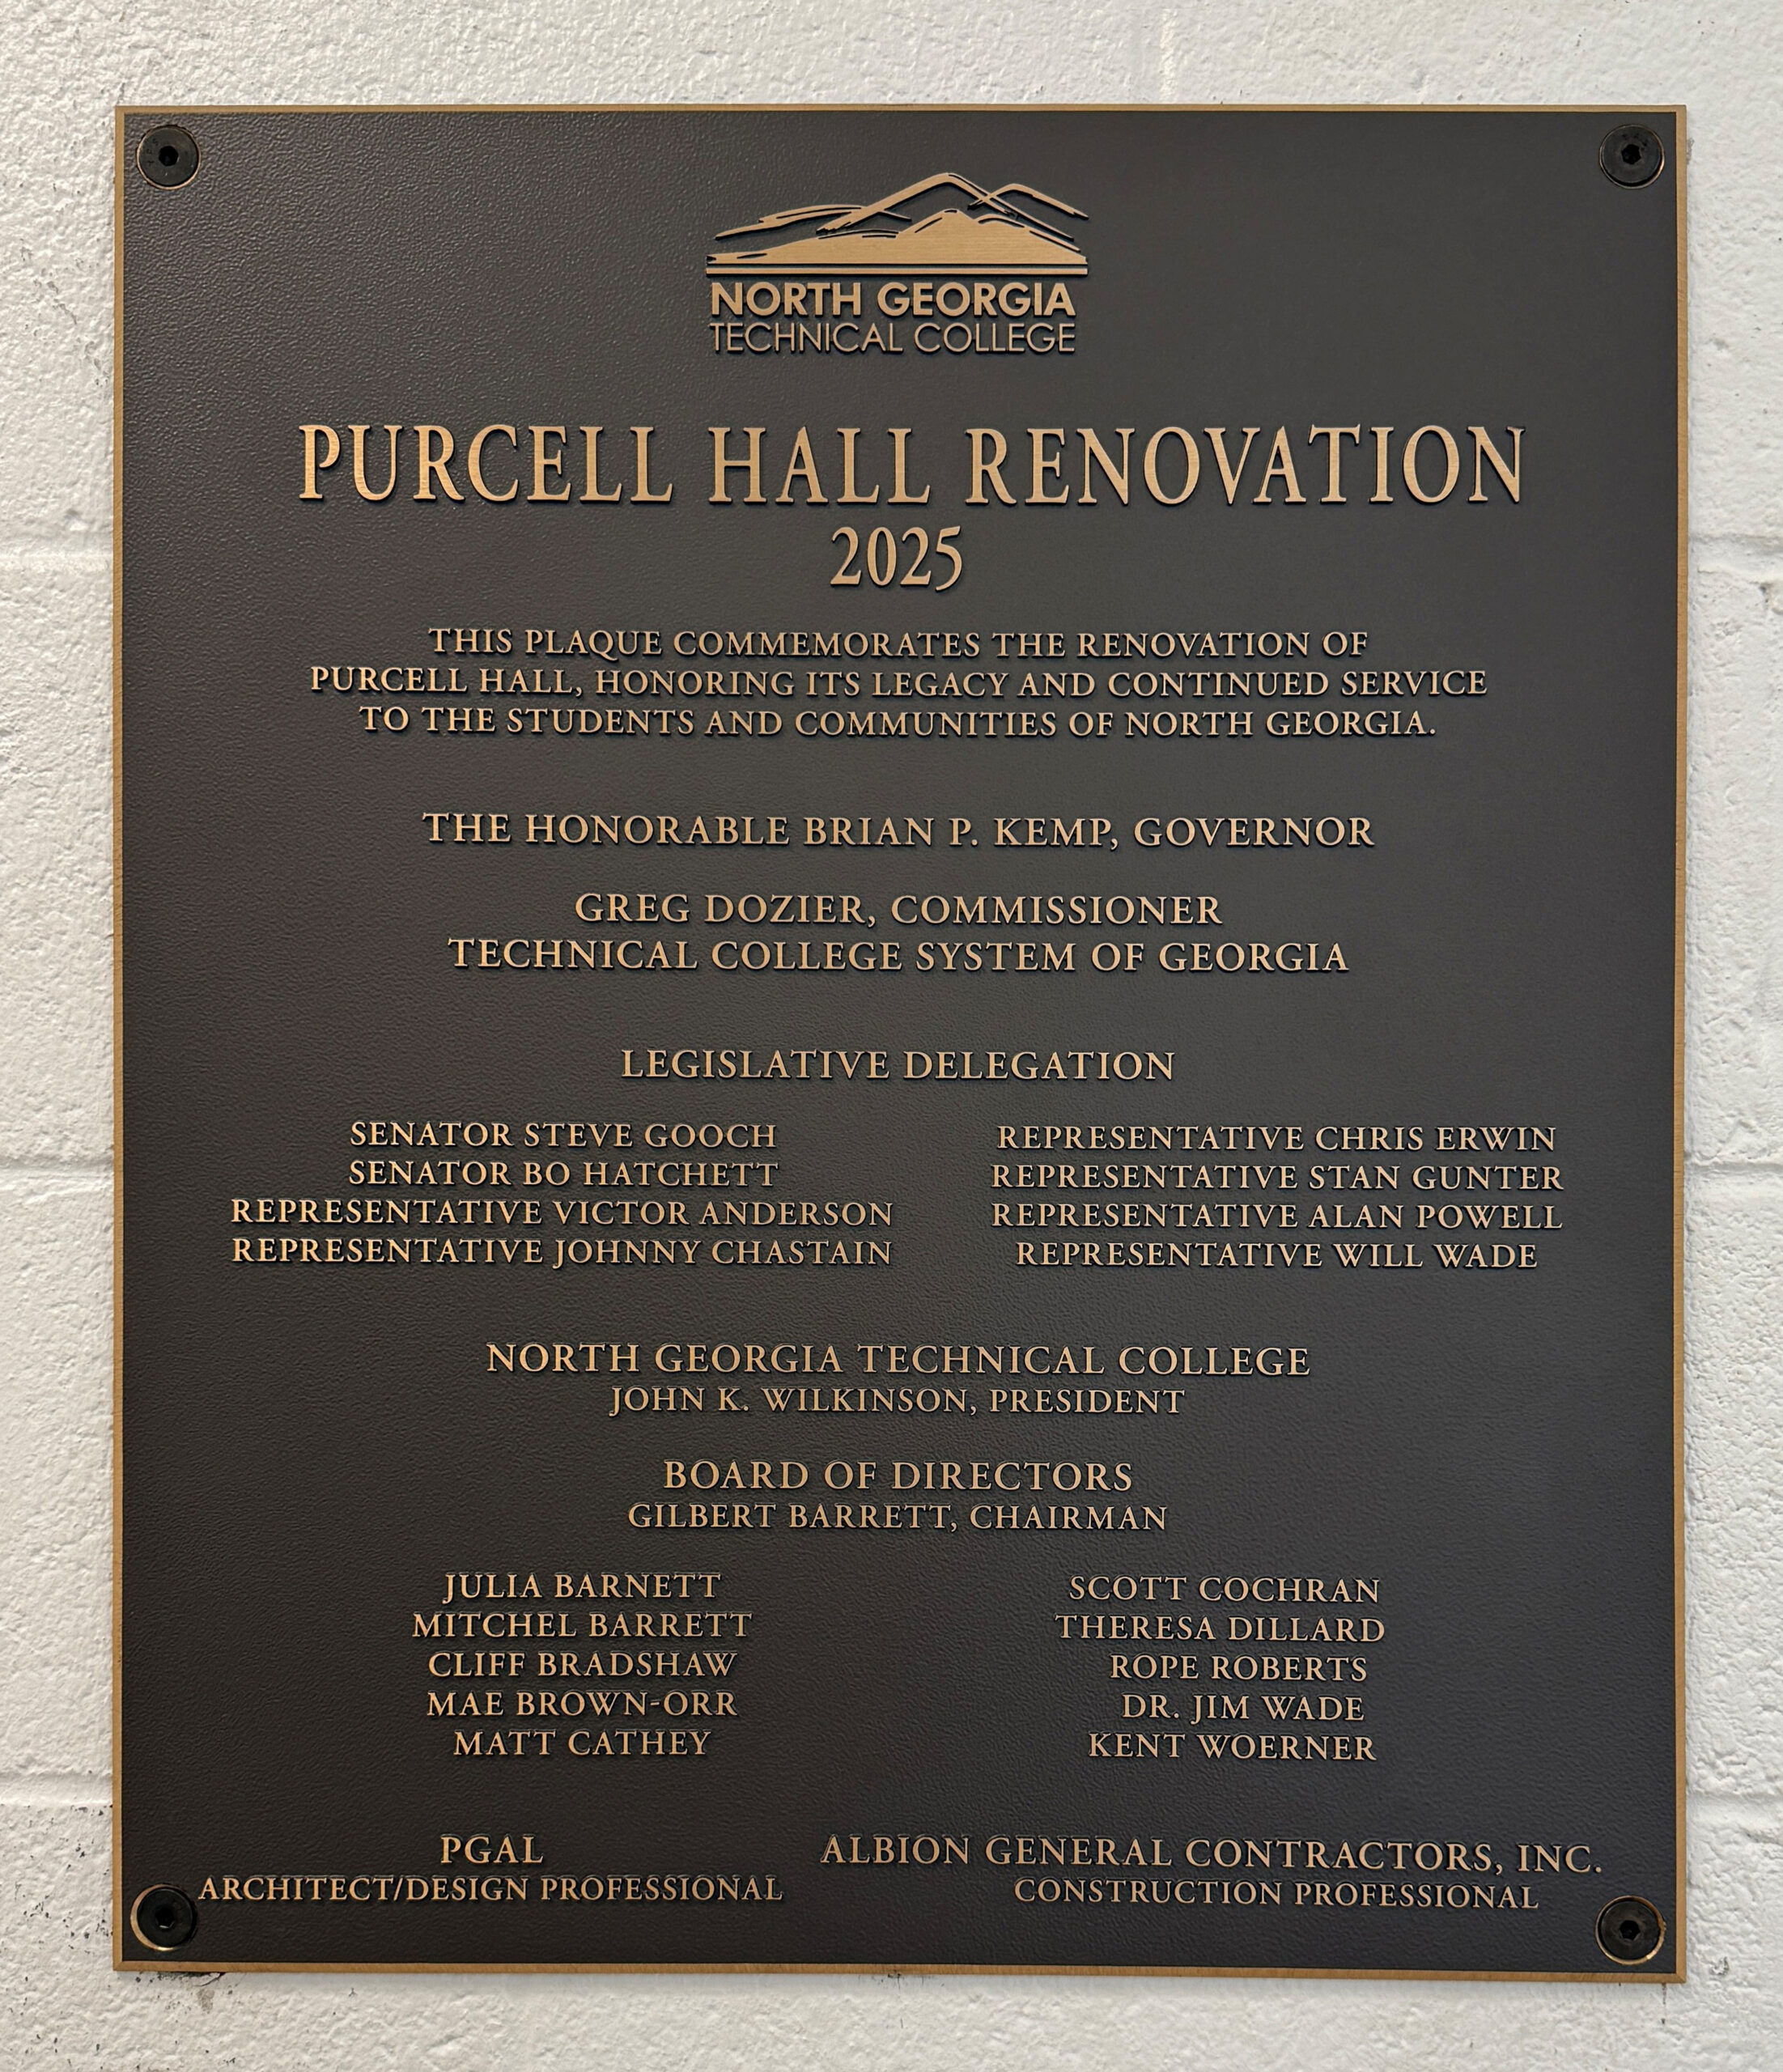 NORTH GEORGIA
TECHNICAL COLLEGE
PURCELL HALL RENOVATION
2025
THIS PLAQUE COMMEMORATES THE RENOVATION OF
PURCELL HALL, HONORING ITS LEGACY AND CONTINUED SERVICE
TO THE STUDENTS AND COMMUNITIES OF NORTH GEORGIA.
THE HONORABLE BRIAN P. KEMP, GOVERNOR
GREG DOZIER, COMMISSIONER
TECHNICAL COLLEGE SYSTEM OF GEORGIA
LEGISLATIVE DELEGATION
SENATOR STEVE GOOCH
SENATOR BO HATCHETT
REPRESENTATIVE VICTOR ANDERSON
REPRESENTATIVE JOHNNY CHASTAIN
REPRESENTATIVE CHRIS ERWIN
REPRESENTATIVE STAN GUNTER
REPRESENTATIVE ALAN POWELL
REPRESENTATIVE WILL WADE
NORTH GEORGIA TECHNICAL COLLEGE
JOHN K. WILKINSON, PRESIDENT
BOARD OF DIRECTORS
GILBERT BARRETT, CHAIRMAN
JULIA BARNETT
MITCHEL BARRETT
CLIFF BRADSHAW
MAE BROWN-ORR
MATT CATHEY
SCOTT COCHRAN
THERESA DILLARD
ROPE ROBERTS
DR. JIM WADE
KENT WOERNER
PGAL
ARCHITECT/DESIGN PROFESSIONAL
ALBION GENERAL CONTRACTORS, INC.
CONSTRUCTION PROFESSIONAL